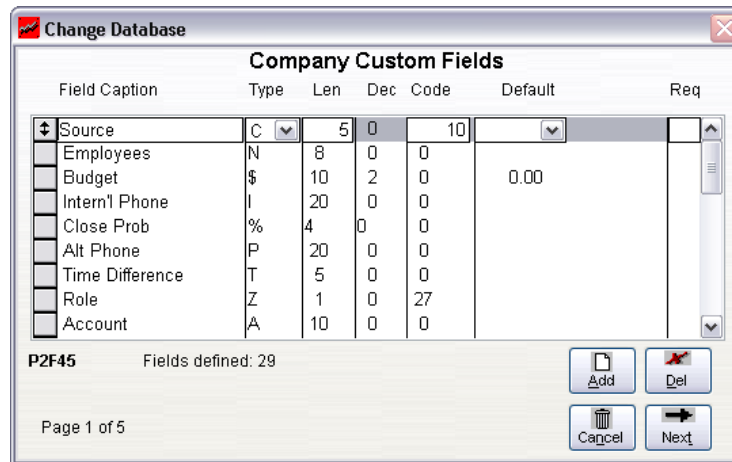 Change Database
Company Custom Fields
Field Caption Type Len Dec Code Default Req
Source C 5 0 10
Employees N 8 0 0
Budget $ 10 2 0 0.00
Intern'l Phone I 20 0 0
Close Prob % 4 0 0
Alt Phone P 20 0 0
Time Difference T 5 0 0
Role Z 1 0 27
Account A 10 0 0
P2F45 Fields defined: 29
Add Del
Page 1 of 5
Cancel Next